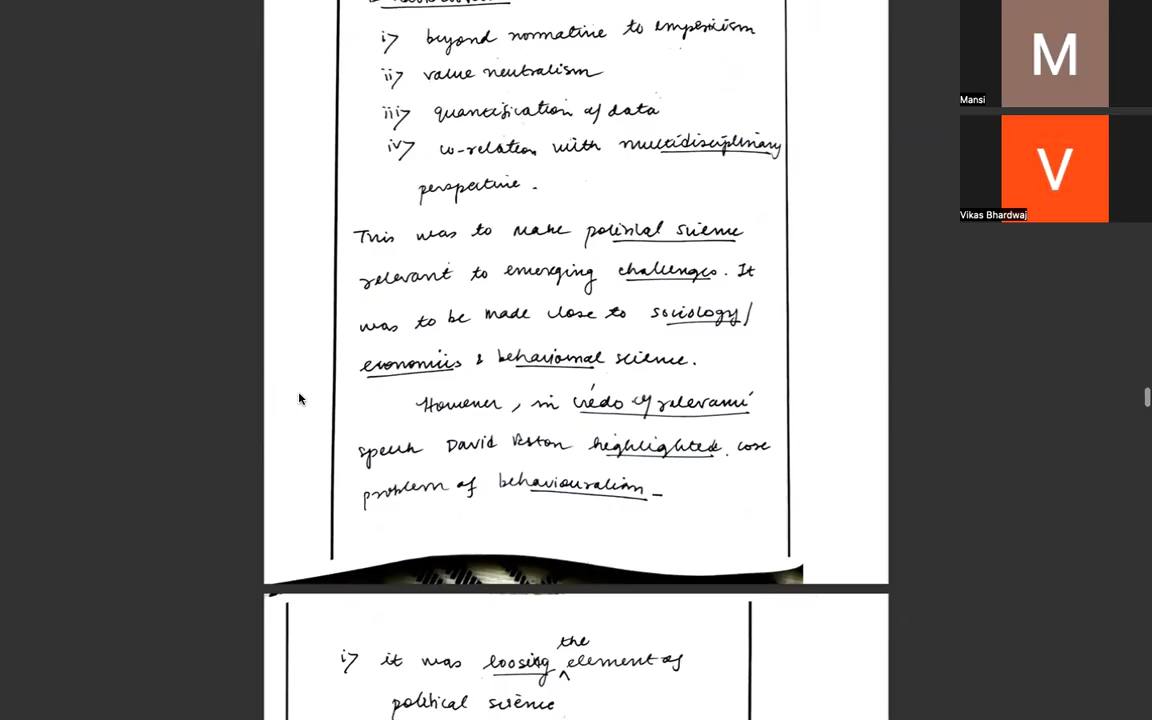 i> beyond normative to emperism
ii> value neutralism
iii> quantification of data
iv> co-relation with multidisciplinary
perspective.
This was to make political science
relevant to emerging challenges. It
was to be made close to sociology/
economics & behavioural science.
However, in crédo of relevance
speech David Eston highlighted core
problem of behaviouralism -
i> it was loosing the element of
political science
M
Mansi
V
Vikas Bhardwaj